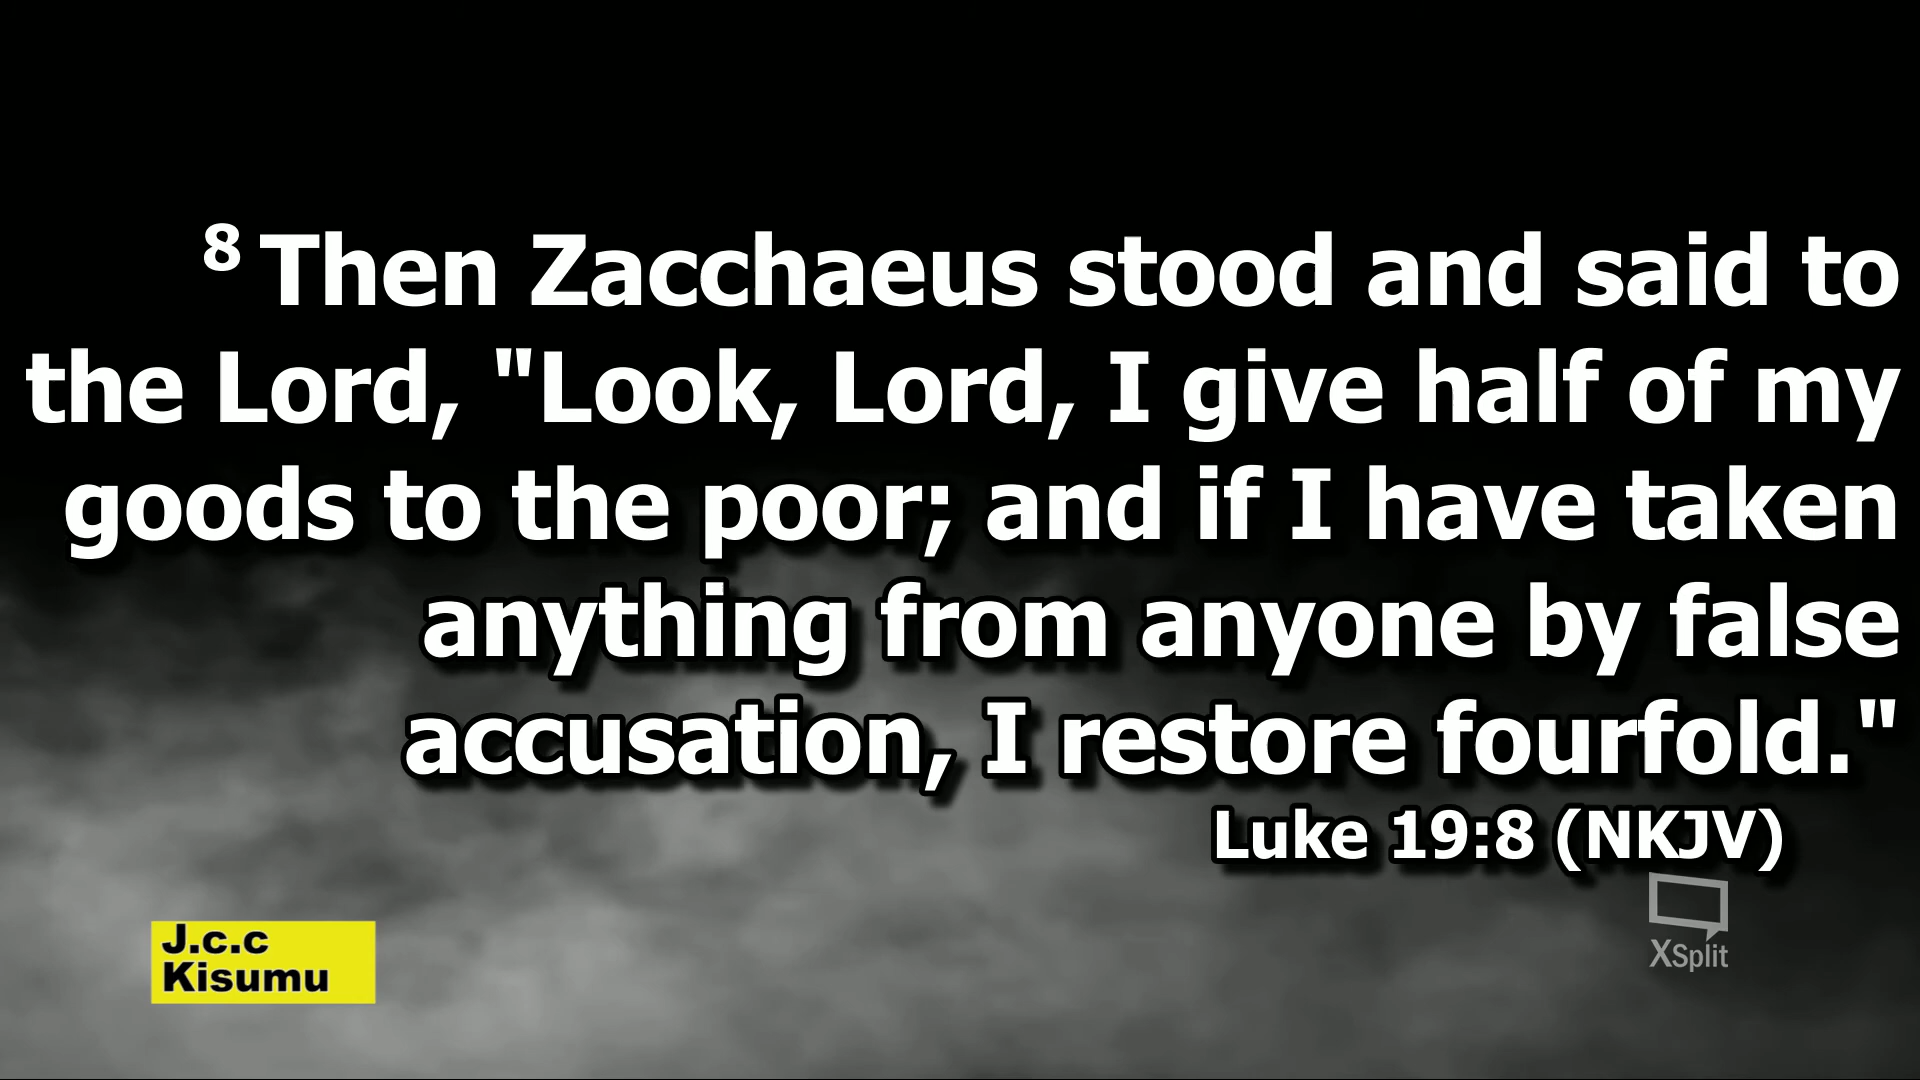 8 Then Zacchaeus stood and said to
the Lord, "Look, Lord, I give half of my
goods to the poor; and if I have taken
anything from anyone by false
accusation, I restore fourfold."
Luke 19:8 (NKJV)
J.c.c
Kisumu
XSplit